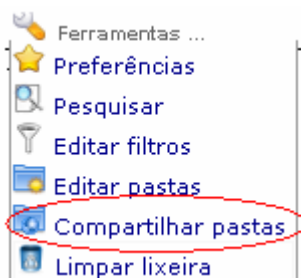 Ferramentas ...
Preferências
Pesquisar
Editar filtros
Editar pastas
Compartilhar pastas
Limpar lixeira